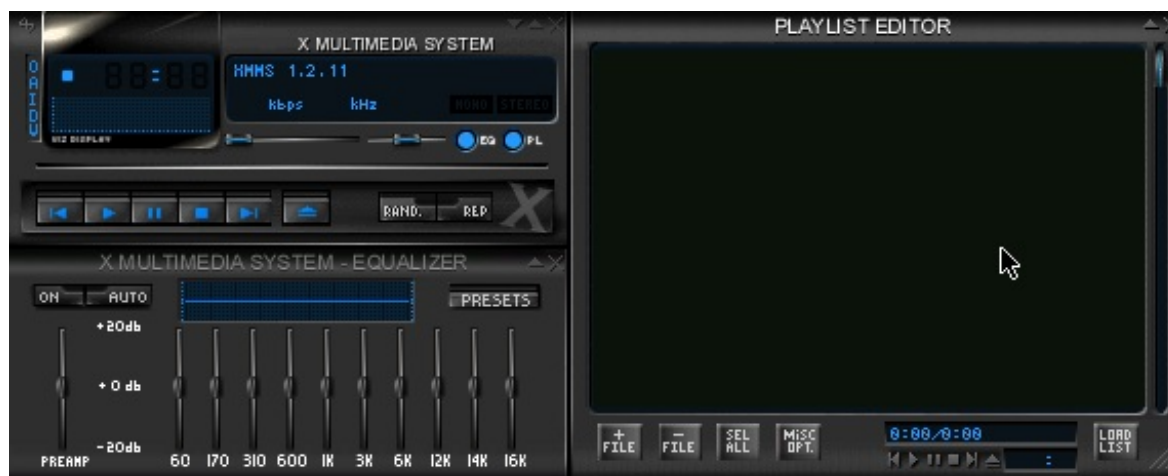 X MULTIMEDIA SYSTEM
OAIDV
XMMS 1.2.11
kbps kHz
MONO STEREO
VIZ DISPLAY
EQ PL
RAND. REP
X
X MULTIMEDIA SYSTEM - EQUALIZER
ON AUTO
PRESETS
+20db
+0 db
-20db
PREAMP
60 170 310 600 1K 3K 6K 12K 14K 16K
PLAYLIST EDITOR
+ FILE
- FILE
SEL ALL
MISC OPT.
0:00/0:00
LOAD LIST